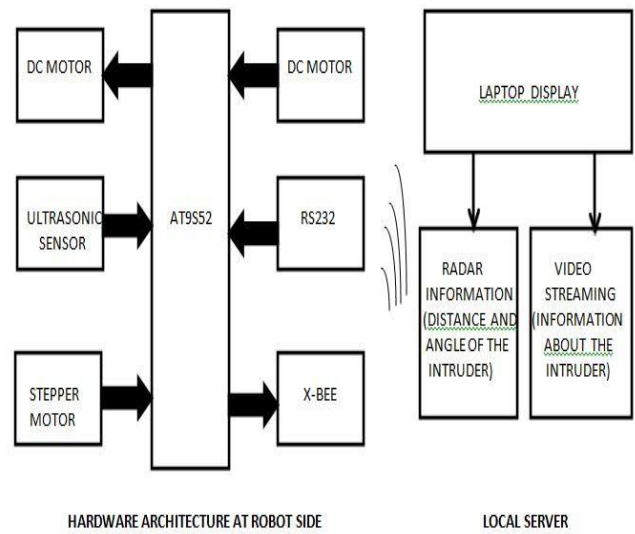 DC MOTOR
DC MOTOR
LAPTOP DISPLAY
ULTRASONIC
SENSOR
AT9S52
RS232
RADAR
INFORMATION
(DISTANCE AND
ANGLE OF THE
INTRUDER)
VIDEO
STREAMING
(INFORMATION
ABOUT THE
INTRUDER)
STEPPER
MOTOR
X-BEE
HARDWARE ARCHITECTURE AT ROBOT SIDE
LOCAL SERVER